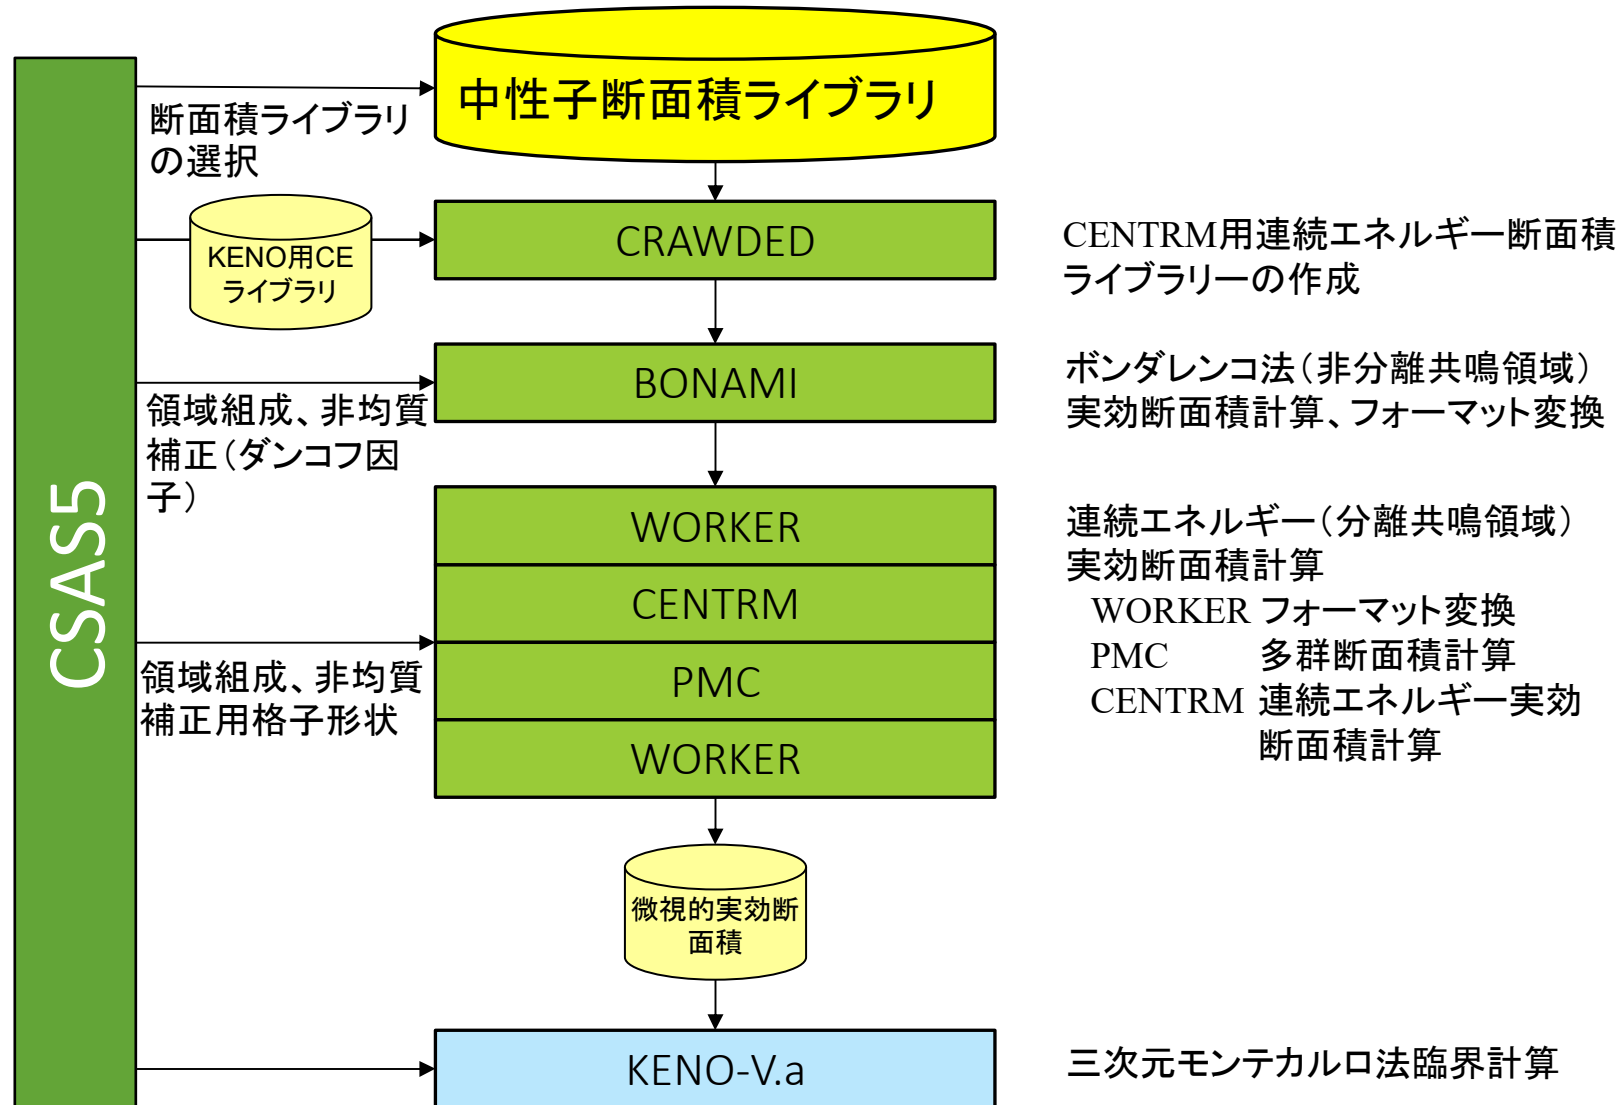 CSAS5
中性子断面積ライブラリ
断面積ライブラリ
の選択
KENO用CE
ライブラリ
CRAWDED
CENTRM用連続エネルギー断面積
ライブラリーの作成
BONAMI
ボンダレンコ法（非分離共鳴領域）
実効断面積計算、フォーマット変換
領域組成、非均質
補正（ダンコフ因
子）
WORKER
CENTRM
PMC
WORKER
連続エネルギー（分離共鳴領域）
実効断面積計算
WORKER フォーマット変換
PMC 多群断面積計算
CENTRM 連続エネルギー実効
断面積計算
領域組成、非均質
補正用格子形状
微視的実効断
面積
KENO-V.a
三次元モンテカルロ法臨界計算